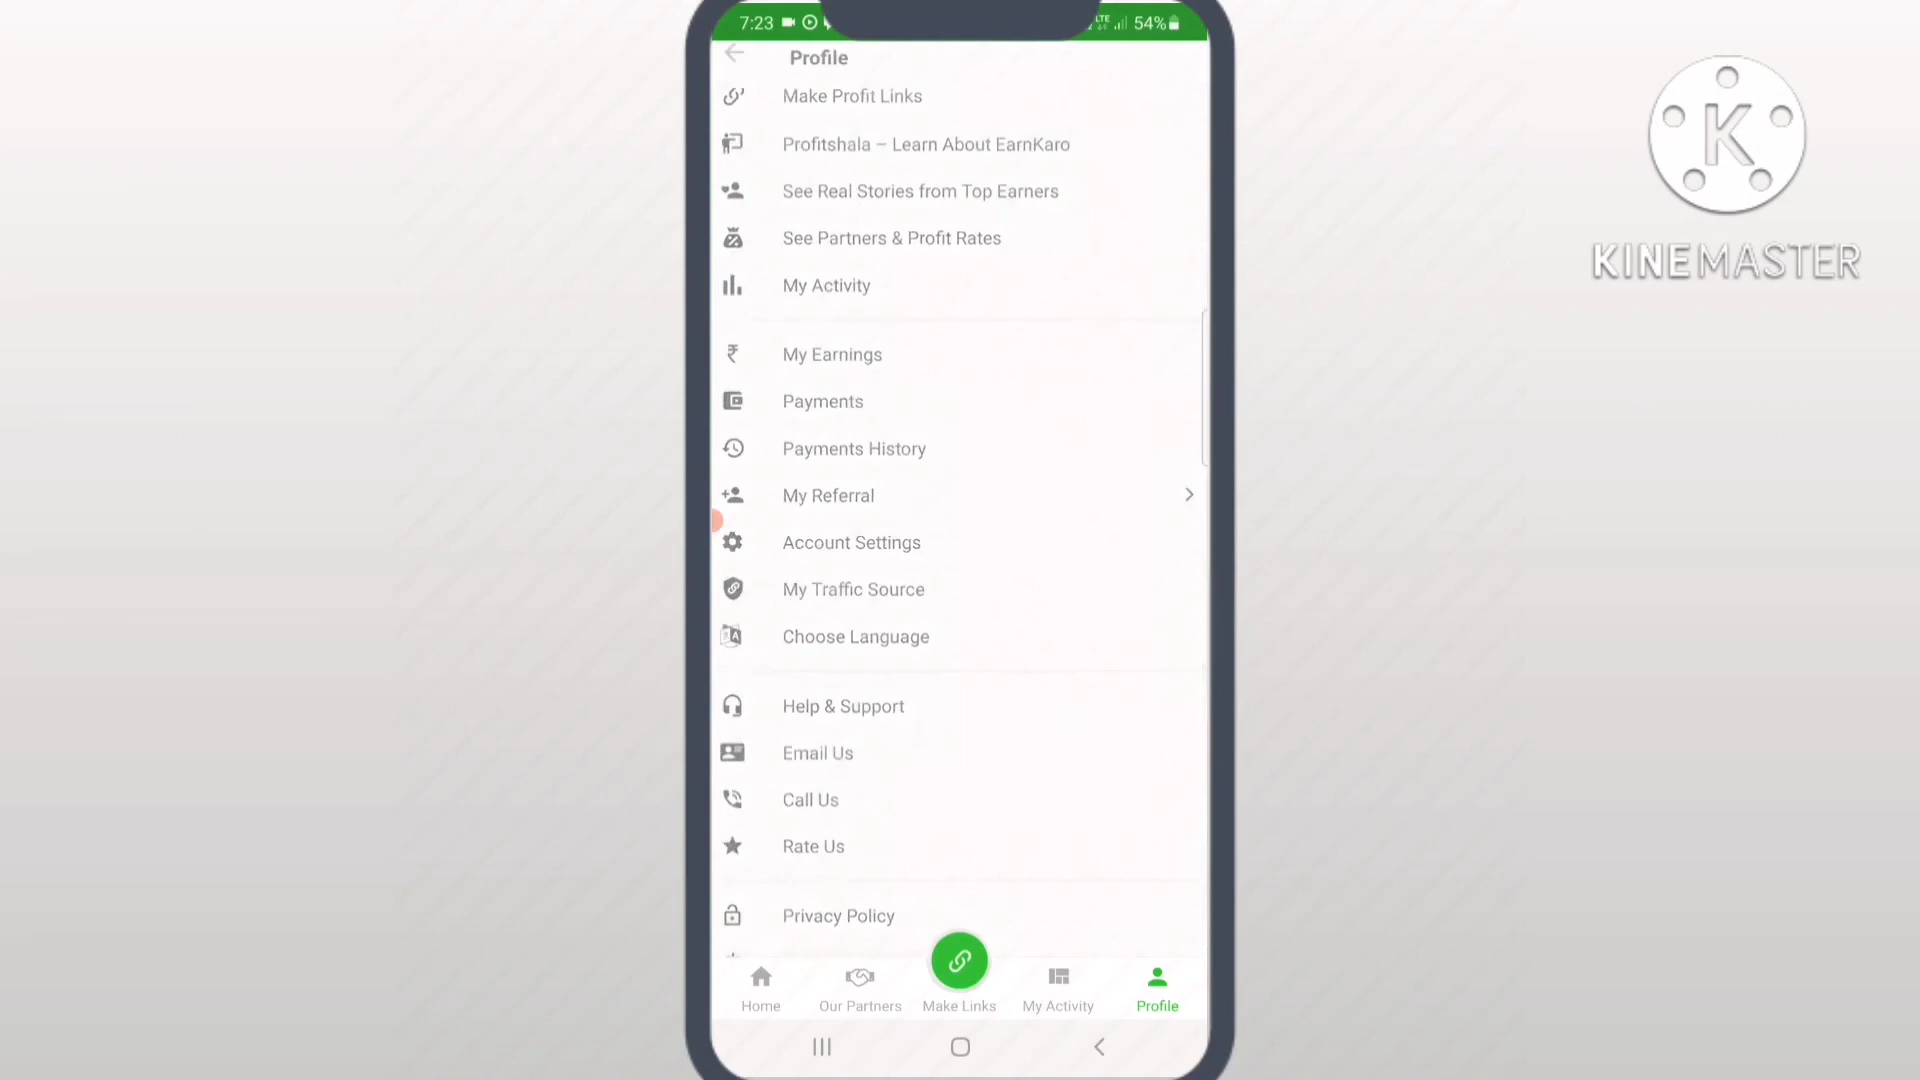 7:23 LTE 54%
Profile
Make Profit Links
Profitshala – Learn About EarnKaro
See Real Stories from Top Earners
See Partners & Profit Rates
My Activity
My Earnings
Payments
Payments History
My Referral
Account Settings
My Traffic Source
Choose Language
Help & Support
Email Us
Call Us
Rate Us
Privacy Policy
Home Our Partners Make Links My Activity Profile
K
KINEMASTER